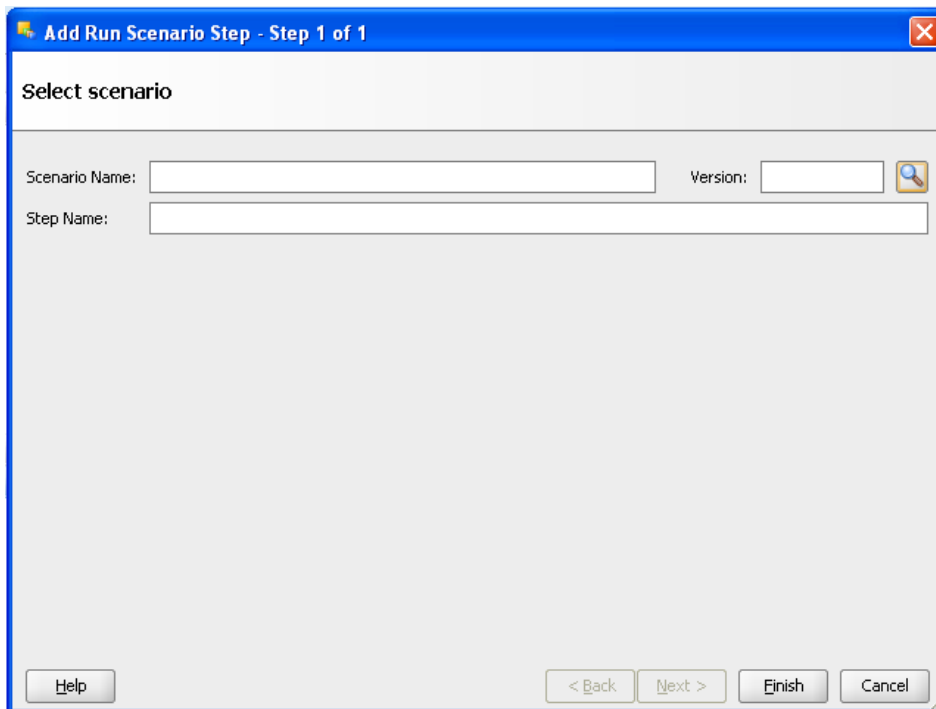 Add Run Scenario Step - Step 1 of 1
Select scenario
Scenario Name: Version:
Step Name:
Help < Back Next > Finish Cancel